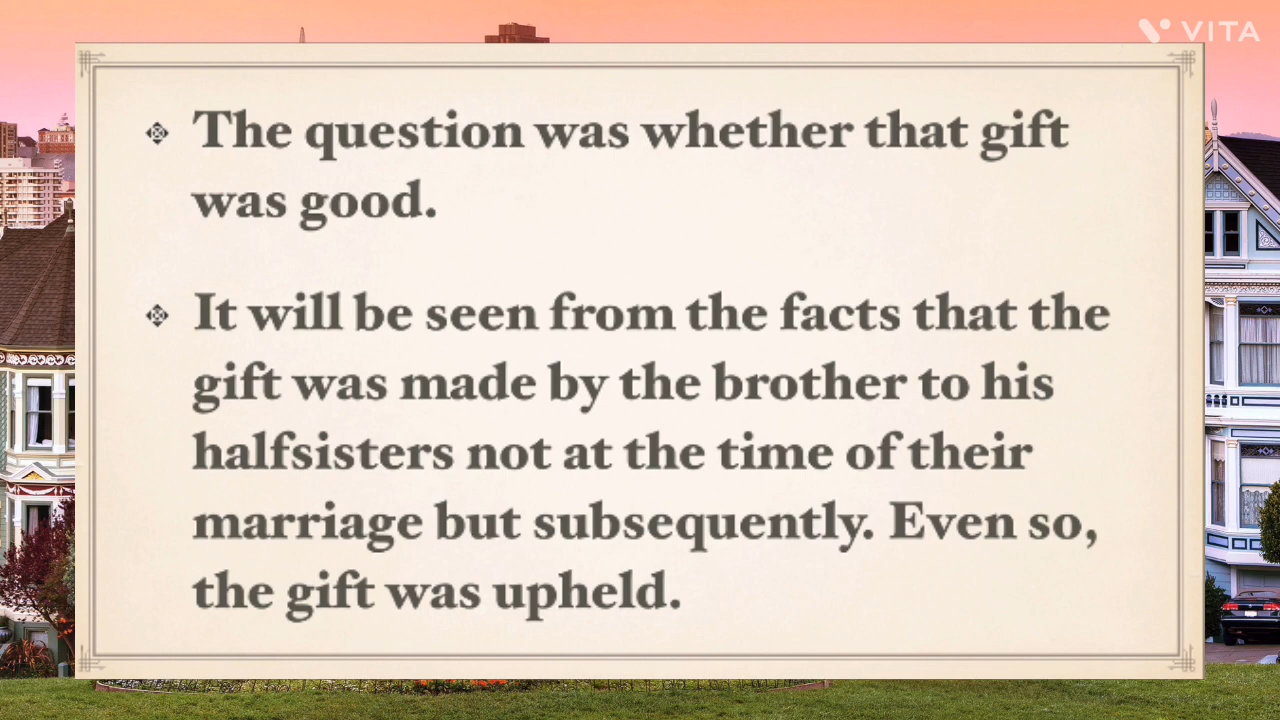 VITA
The question was whether that gift
was good.
It will be seen from the facts that the
gift was made by the brother to his
halfsisters not at the time of their
marriage but subsequently. Even so,
the gift was upheld.